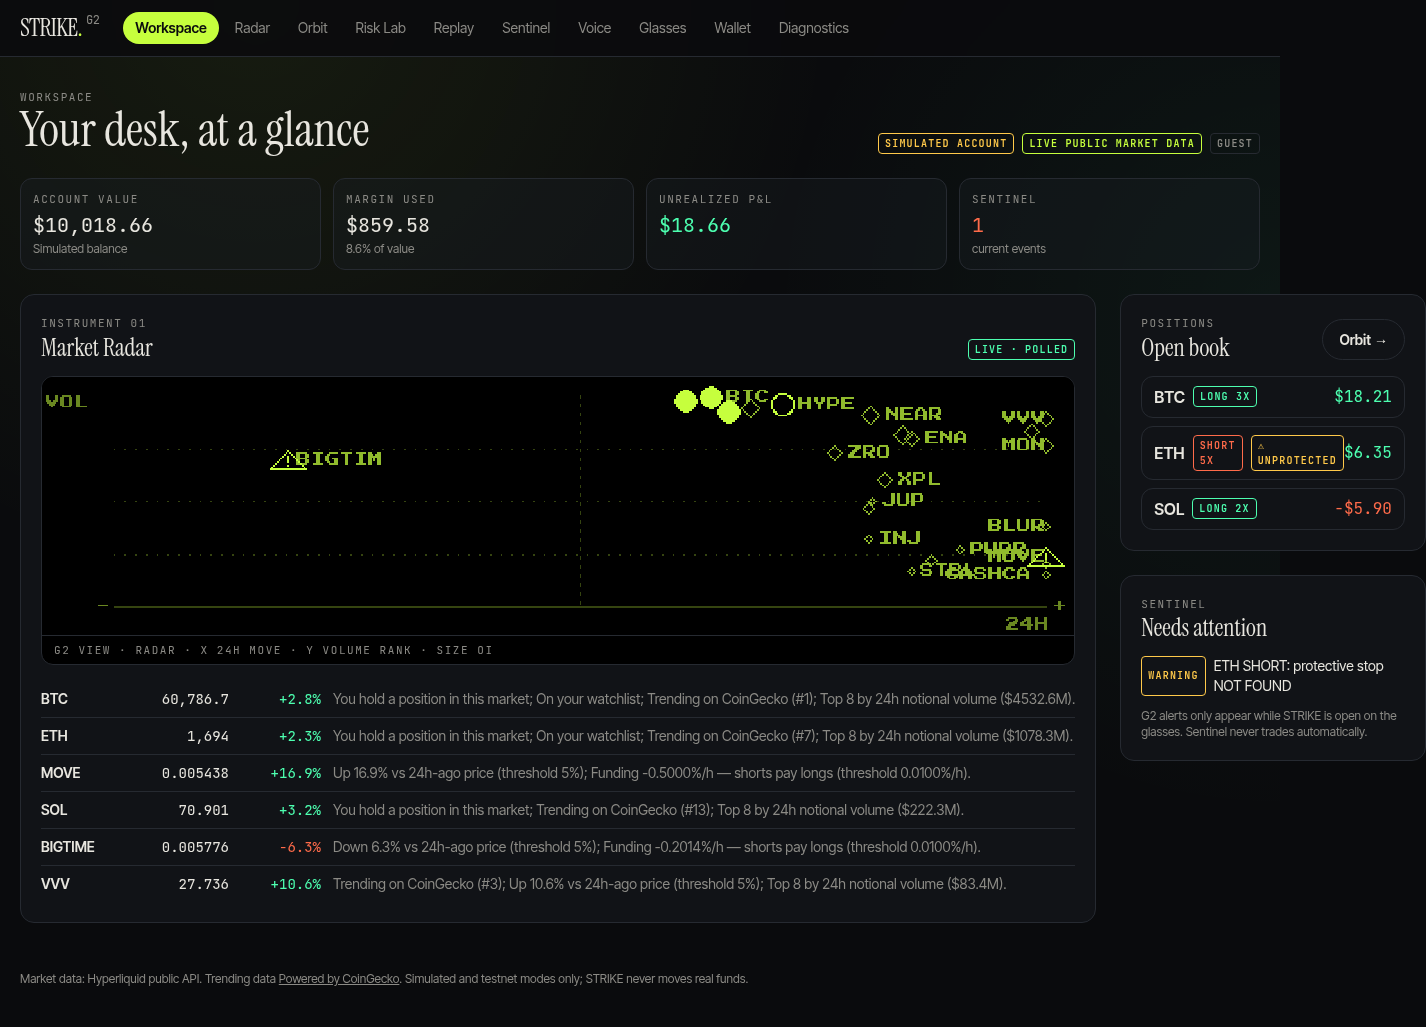 STRIKE. G2
Workspace Radar Orbit Risk Lab Replay Sentinel Voice Glasses Wallet Diagnostics
WORKSPACE
Your desk, at a glance
SIMULATED ACCOUNT LIVE PUBLIC MARKET DATA GUEST
ACCOUNT VALUE
$10,018.66
Simulated balance
MARGIN USED
$859.58
8.6% of value
UNREALIZED P&L
$18.66
SENTINEL
1
current events
INSTRUMENT 01
Market Radar
LIVE · POLLED
VOL
BTC
HYPE
NEAR
VVV
ENA
MON
ZRO
BIGTIM
XPL
JUP
BLUR
INJ
PURR
MOVE
CASHCA
− +
24H
G2 VIEW · RADAR · X 24H MOVE · Y VOLUME RANK · SIZE OI
BTC 60,786.7 +2.8% You hold a position in this market; On your watchlist; Trending on CoinGecko (#1); Top 8 by 24h notional volume ($4532.6M).
ETH 1,694 +2.3% You hold a position in this market; On your watchlist; Trending on CoinGecko (#7); Top 8 by 24h notional volume ($1078.3M).
MOVE 0.005438 +16.9% Up 16.9% vs 24h-ago price (threshold 5%); Funding -0.5000%/h — shorts pay longs (threshold 0.0100%/h).
SOL 70.901 +3.2% You hold a position in this market; Trending on CoinGecko (#13); Top 8 by 24h notional volume ($222.3M).
BIGTIME 0.005776 -6.3% Down 6.3% vs 24h-ago price (threshold 5%); Funding -0.2014%/h — shorts pay longs (threshold 0.0100%/h).
VVV 27.736 +10.6% Trending on CoinGecko (#3); Up 10.6% vs 24h-ago price (threshold 5%); Top 8 by 24h notional volume ($83.4M).
POSITIONS
Open book
Orbit →
BTC LONG 3X $18.21
ETH SHORT 5X ⚠ UNPROTECTED $6.35
SOL LONG 2X -$5.90
SENTINEL
Needs attention
WARNING
ETH SHORT: protective stop
NOT FOUND
G2 alerts only appear while STRIKE is open on the
glasses. Sentinel never trades automatically.
Market data: Hyperliquid public API. Trending data Powered by CoinGecko. Simulated and testnet modes only; STRIKE never moves real funds.